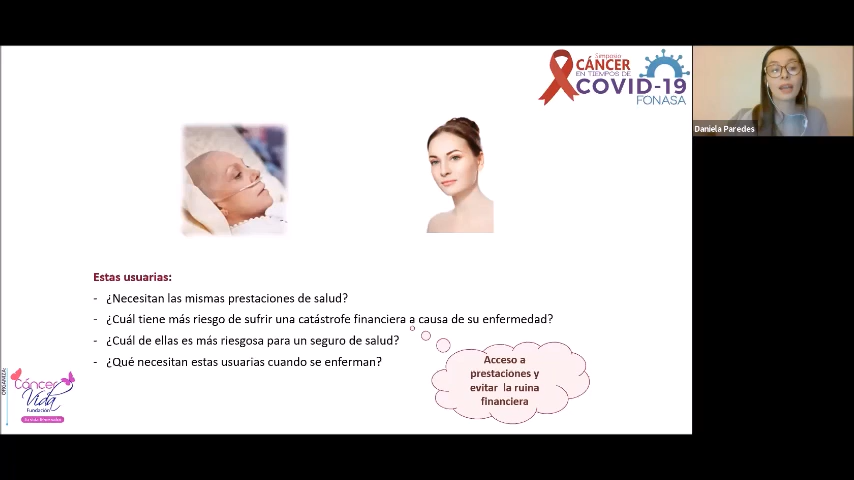 Simposio
CÁNCER
EN TIEMPOS DE
COVID-19
FONASA
Daniela Paredes
Estas usuarias:
- ¿Necesitan las mismas prestaciones de salud?
- ¿Cuál tiene más riesgo de sufrir una catástrofe financiera a causa de su enfermedad?
- ¿Cuál de ellas es más riesgosa para un seguro de salud?
- ¿Qué necesitan estas usuarias cuando se enferman?
Acceso a
prestaciones y
evitar la ruina
financiera
ORGANIZA:
Cáncer
Vida
Fundación